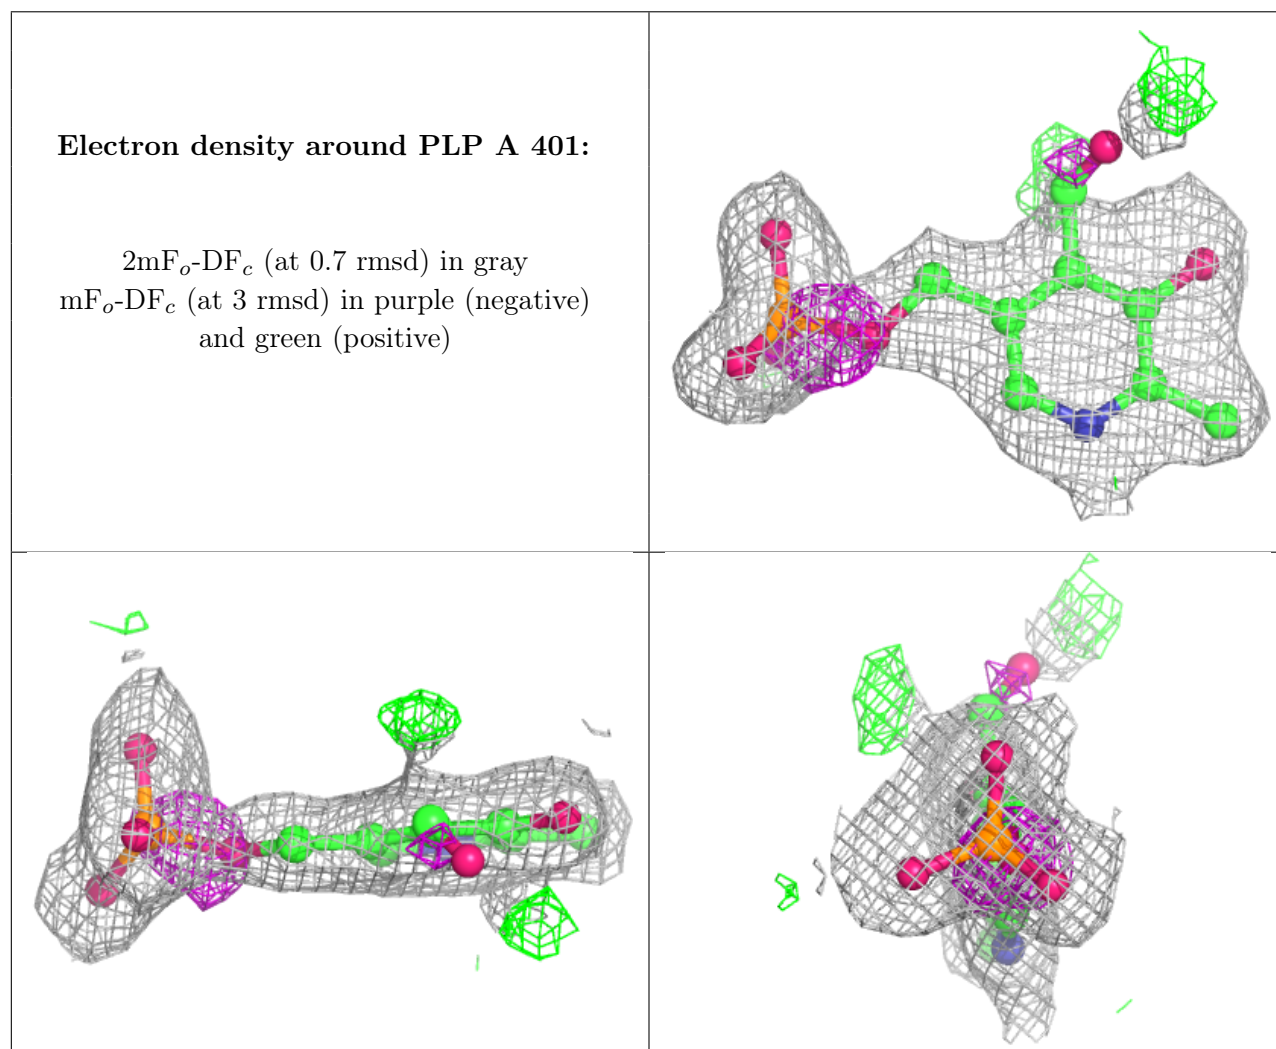 Electron density around PLP A 401:
2mFo-DFc (at 0.7 rmsd) in gray
mFo-DFc (at 3 rmsd) in purple (negative)
and green (positive)